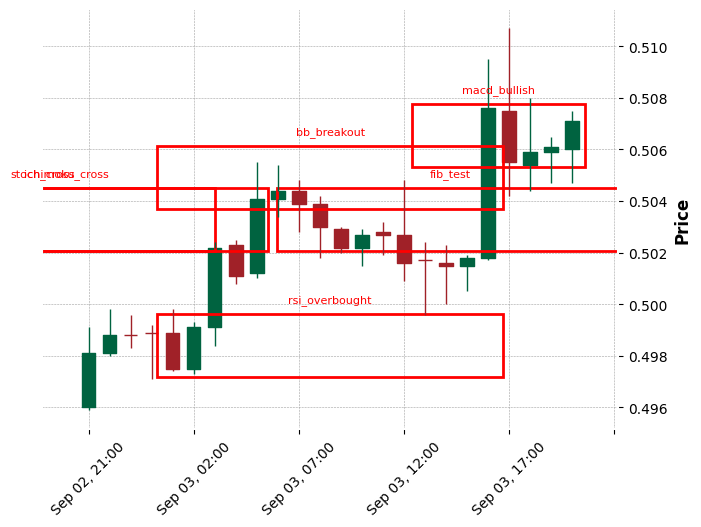 macd_bullish
bb_breakout
fib_test
rsi_overbought
0.510
0.508
0.506
0.504
0.502
0.500
0.498
0.496
Price
Sep 02, 21:00
Sep 03, 02:00
Sep 03, 07:00
Sep 03, 12:00
Sep 03, 17:00